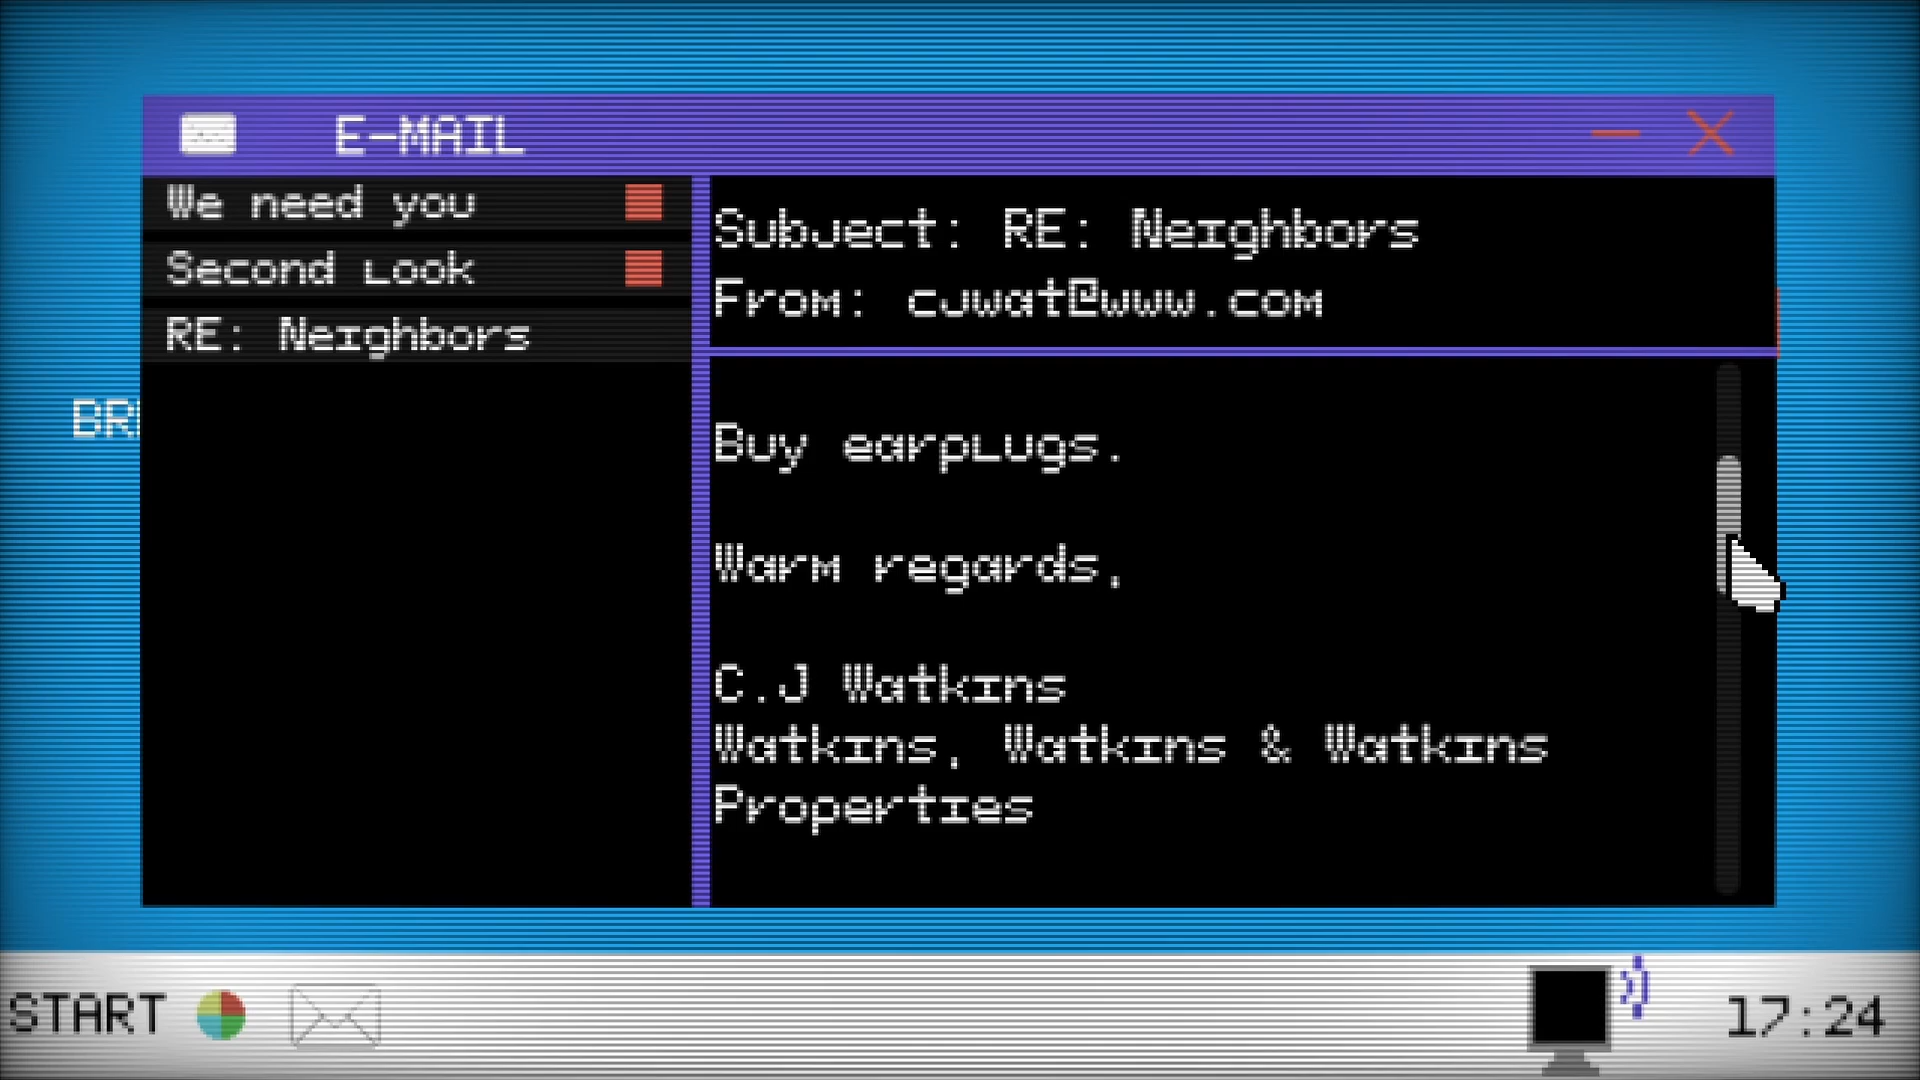 E-MAIL
We need you
Second Look
RE: Neighbors
Subject: RE: Neighbors
From: cjwat@www.com
Buy earplugs.
Warm regards,
C.J Watkins
Watkins, Watkins & Watkins
Properties
START
17:24